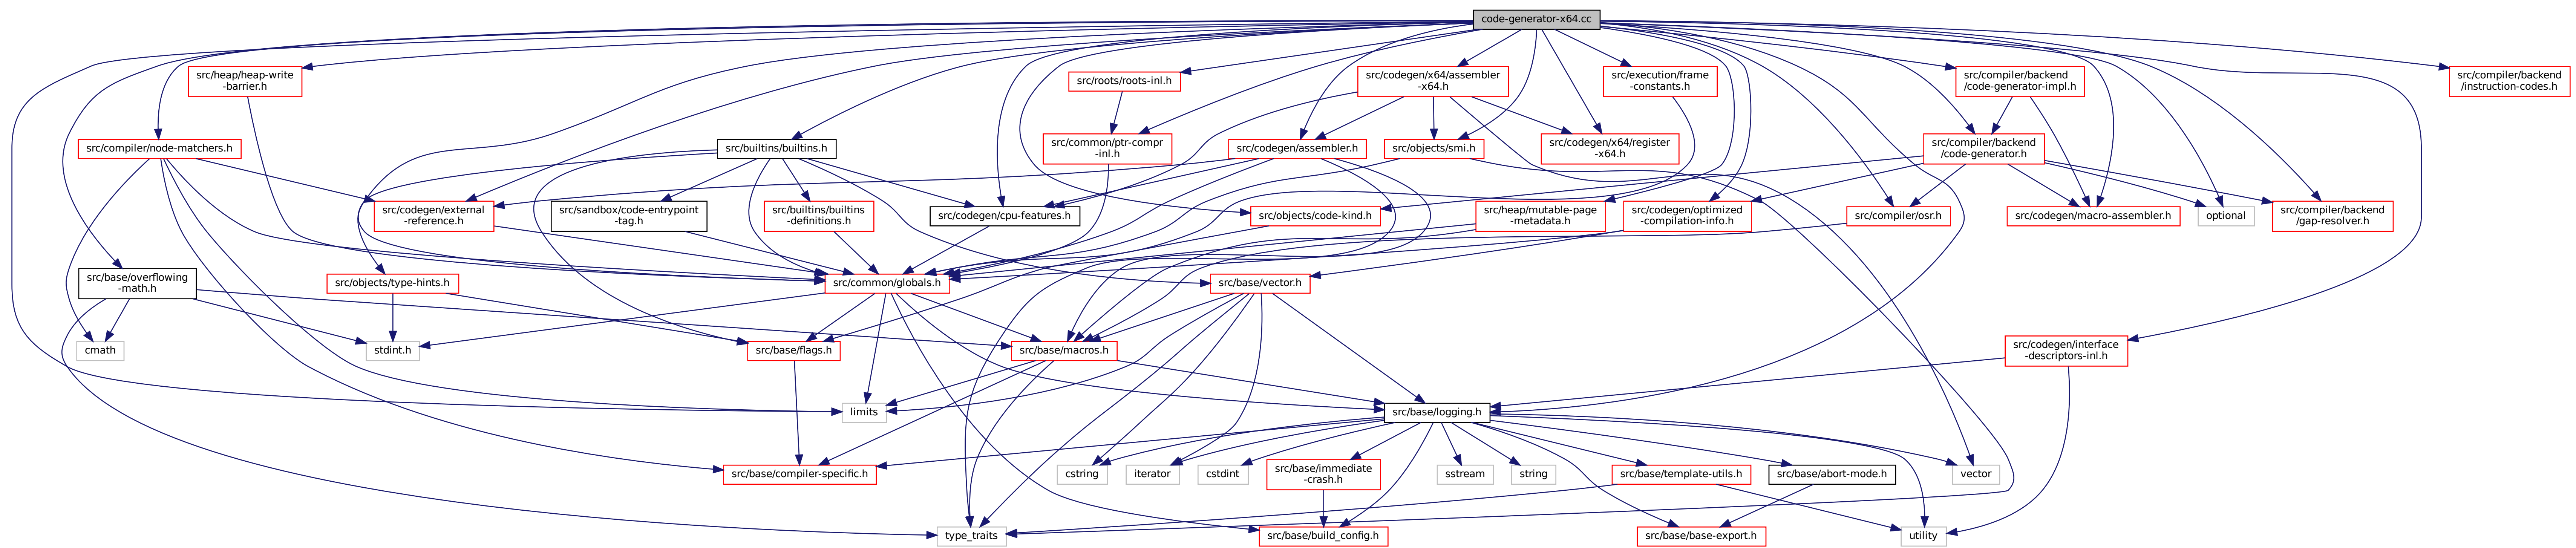 code-generator-x64.cc
src/heap/heap-write
-barrier.h
src/roots/roots-inl.h
src/codegen/x64/assembler
-x64.h
src/execution/frame
-constants.h
src/compiler/backend
/code-generator-impl.h
src/compiler/backend
/instruction-codes.h
src/compiler/node-matchers.h
src/builtins/builtins.h
src/common/ptr-compr
-inl.h
src/codegen/assembler.h
src/objects/smi.h
src/codegen/x64/register
-x64.h
src/compiler/backend
/code-generator.h
src/codegen/external
-reference.h
src/sandbox/code-entrypoint
-tag.h
src/builtins/builtins
-definitions.h
src/codegen/cpu-features.h
src/objects/code-kind.h
src/heap/mutable-page
-metadata.h
src/codegen/optimized
-compilation-info.h
src/compiler/osr.h
src/codegen/macro-assembler.h
optional
src/compiler/backend
/gap-resolver.h
src/base/overflowing
-math.h
src/objects/type-hints.h
src/common/globals.h
src/base/vector.h
cmath
stdint.h
src/base/flags.h
src/base/macros.h
src/codegen/interface
-descriptors-inl.h
limits
src/base/logging.h
src/base/compiler-specific.h
cstring
iterator
cstdint
src/base/immediate
-crash.h
sstream
string
src/base/template-utils.h
src/base/abort-mode.h
vector
type_traits
src/base/build_config.h
src/base/base-export.h
utility